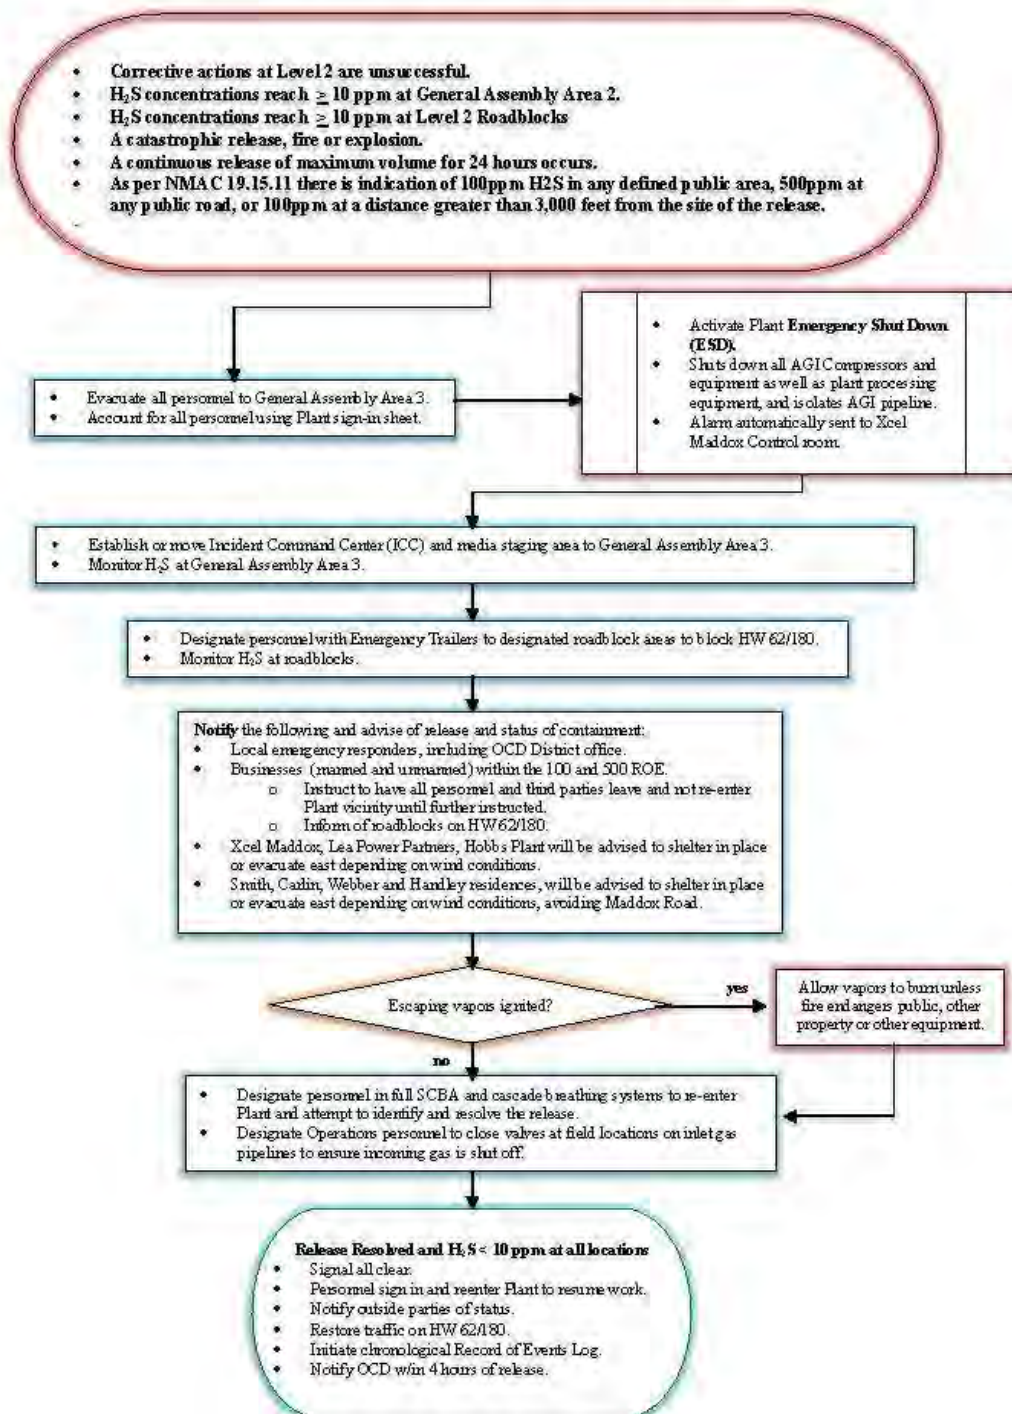 • Corrective actions at Level 2 are unsuccessful.
• H₂S concentrations reach ≥ 10 ppm at General Assembly Area 2.
• H₂S concentrations reach ≥ 10 ppm at Level 2 Roadblocks
• A catastrophic release, fire or explosion.
• A continuous release of maximum volume for 24 hours occurs.
• As per NMAC 19.15.11 there is indication of 100ppm H2S in any defined public area, 500ppm at
any public road, or 100ppm at a distance greater than 3,000 feet from the site of the release.
• Evacuate all personnel to General Assembly Area 3.
• Account for all personnel using Plant sign-in sheet.
• Activate Plant Emergency Shut Down
(ESD).
• Shuts down all AGI Compressors and
equipment as well as plant processing
equipment, and isolates AGI pipeline.
• Alarm automatically sent to Xcel
Maddox Control room.
• Establish or move Incident Command Center (ICC) and media staging area to General Assembly Area 3.
• Monitor H₂S at General Assembly Area 3.
• Designate personnel with Emergency Trailers to designated roadblock areas to block HW 62/180.
• Monitor H₂S at roadblocks.
Notify the following and advise of release and status of containment:
• Local emergency responders, including OCD District office.
• Businesses (manned and unmanned) within the 100 and 500 ROE.
o Instruct to have all personnel and third parties leave and not re-enter
Plant vicinity until further instructed.
o Inform of roadblocks on HW 62/180.
• Xcel Maddox, Lea Power Partners, Hobbs Plant will be advised to shelter in place
or evacuate east depending on wind conditions.
• Smith, Carlin, Webber and Handley residences, will be advised to shelter in place
or evacuate east depending on wind conditions, avoiding Maddox Road.
Escaping vapors ignited?
yes
Allow vapors to burn unless
fire endangers public, other
property or other equipment.
no
• Designate personnel in full SCBA and cascade breathing systems to re-enter
Plant and attempt to identify and resolve the release.
• Designate Operations personnel to close valves at field locations on inlet gas
pipelines to ensure incoming gas is shut off.
Release Resolved and H₂S < 10 ppm at all locations
• Signal all clear.
• Personnel sign in and reenter Plant to resume work.
• Notify outside parties of status.
• Restore traffic on HW 62/180.
• Initiate chronological Record of Events Log.
• Notify OCD w/in 4 hours of release.